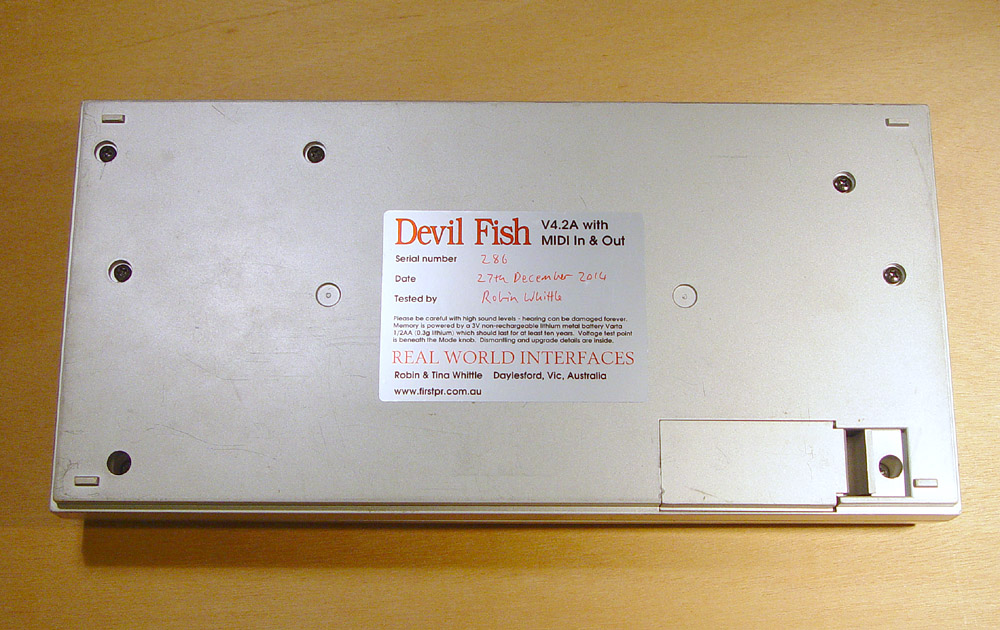 Devil Fish V4.2A with
MIDI In & Out
Serial number 286
Date 27th December 2014
Tested by Robin Whittle
Please be careful with high sound levels - hearing can be damaged forever.
Memory is powered by a 3V non-rechargeable lithium metal battery Varta
1/2AA (0.3g lithium) which should last for at least ten years. Voltage test point
is beneath the Mode knob. Dismantling and upgrade details are inside.
REAL WORLD INTERFACES
Robin & Tina Whittle Daylesford, Vic, Australia
www.firstpr.com.au